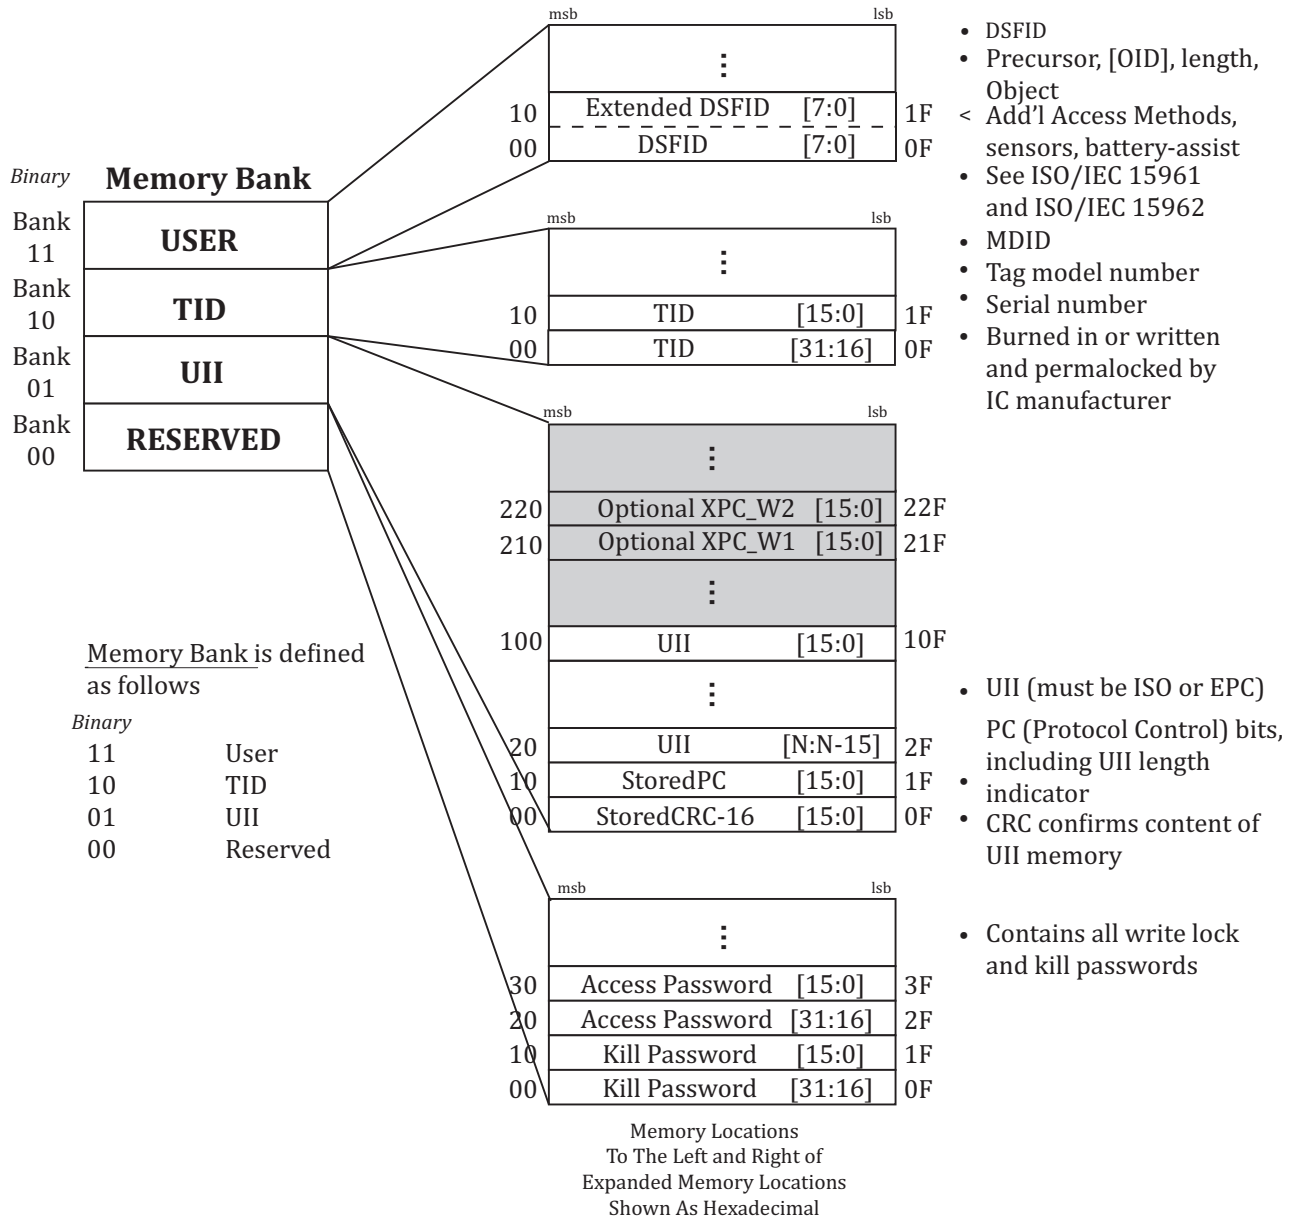 Binary
Memory Bank
Bank
11
USER
Bank
10
TID
Bank
01
UII
Bank
00
RESERVED
Memory Bank is defined
as follows
Binary
11 User
10 TID
01 UII
00 Reserved
msb lsb
⋮
10 Extended DSFID [7:0] 1F
00 DSFID [7:0] 0F
• DSFID
• Precursor, [OID], length,
Object
< Add’l Access Methods,
sensors, battery-assist
• See ISO/IEC 15961
and ISO/IEC 15962
msb lsb
⋮
10 TID [15:0] 1F
00 TID [31:16] 0F
• MDID
• Tag model number
• Serial number
• Burned in or written
and permalocked by
IC manufacturer
msb lsb
⋮
220 Optional XPC_W2 [15:0] 22F
210 Optional XPC_W1 [15:0] 21F
⋮
100 UII [15:0] 10F
⋮
20 UII [N:N-15] 2F
10 StoredPC [15:0] 1F
00 StoredCRC-16 [15:0] 0F
• UII (must be ISO or EPC)
PC (Protocol Control) bits,
including UII length
• indicator
• CRC confirms content of
UII memory
msb lsb
⋮
30 Access Password [15:0] 3F
20 Access Password [31:16] 2F
10 Kill Password [15:0] 1F
00 Kill Password [31:16] 0F
• Contains all write lock
and kill passwords
Memory Locations
To The Left and Right of
Expanded Memory Locations
Shown As Hexadecimal